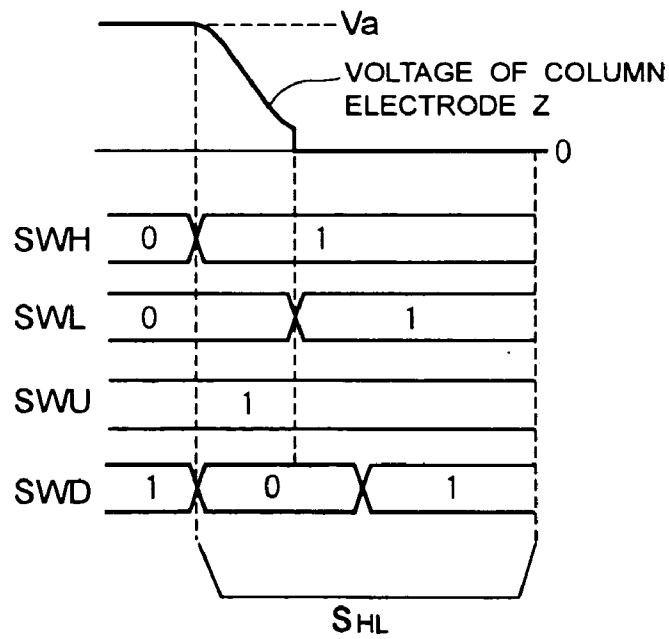 Va
VOLTAGE OF COLUMN
ELECTRODE Z
0
SWH 0 1
SWL 0 1
SWU 1
SWD 1 0 1
SHL